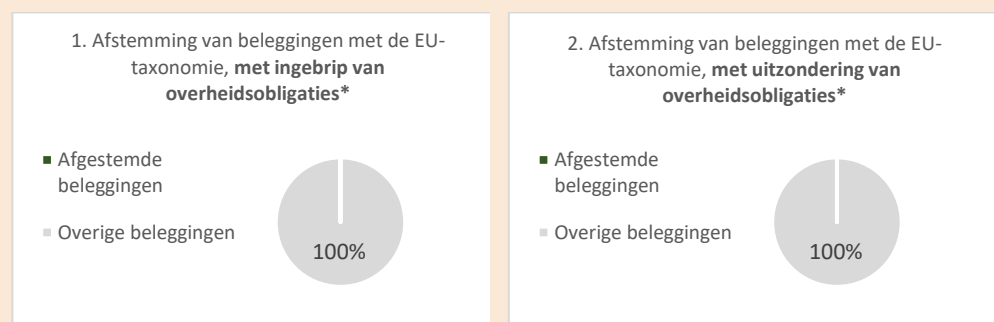 1. Afstemming van beleggingen met de EU-
taxonomie, met ingebrip van
overheidsobligaties*
Afgestemde
beleggingen
Overige beleggingen
100%
2. Afstemming van beleggingen met de EU-
taxonomie, met uitzondering van
overheidsobligaties*
Afgestemde
beleggingen
Overige beleggingen
100%